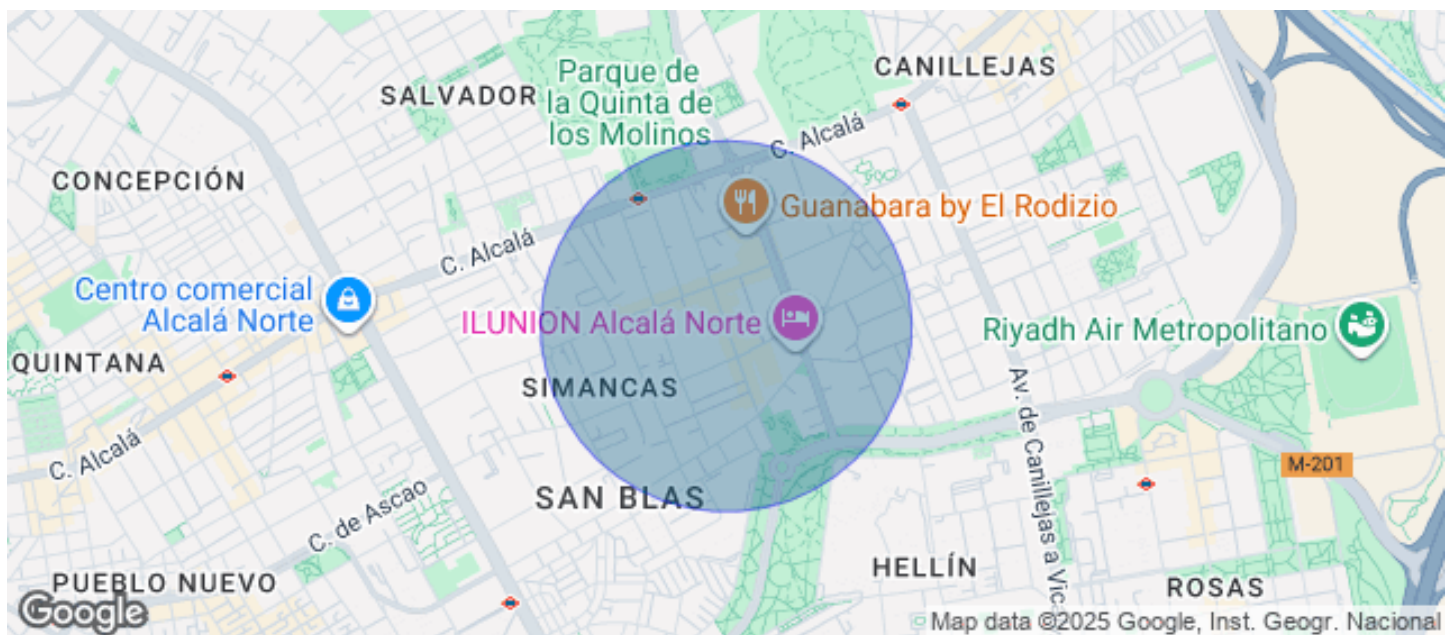 CANILLEJAS
Parque de
la Quinta de
los Molinos
SALVADOR
C. Alcalá
CONCEPCIÓN
Guanabara by El Rodizio
C. Alcalá
Centro comercial
Alcalá Norte
ILUNION Alcalá Norte
Riyadh Air Metropolitano
QUINTANA
SIMANCAS
Av. de Canillejas a Vica
C. Alcalá
M-201
SAN BLAS
C. de Ascao
HELLÍN
PUEBLO NUEVO
ROSAS
Google
Map data ©2025 Google, Inst. Geogr. Nacional